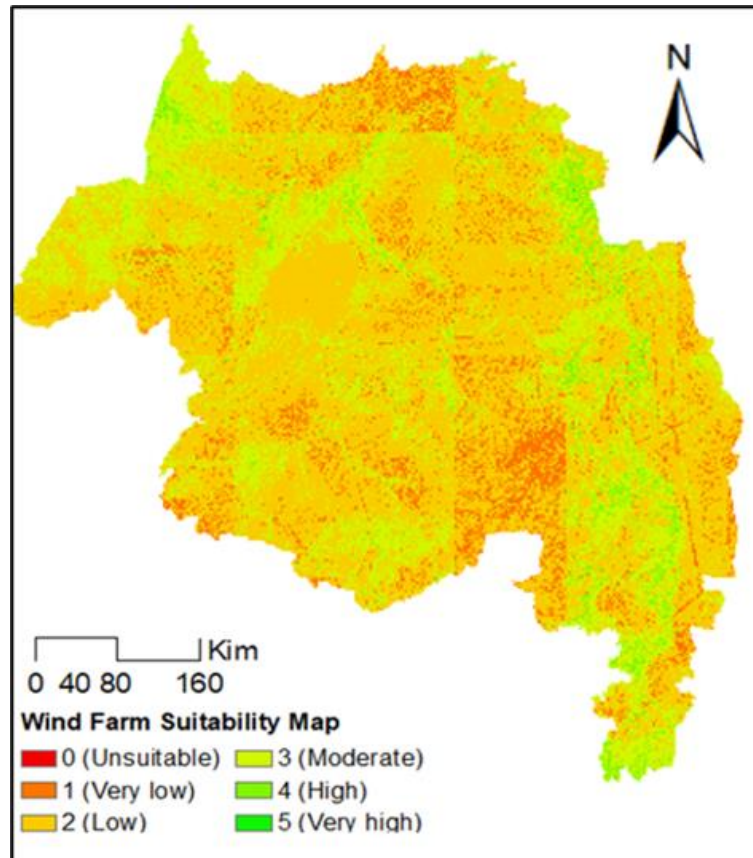 N
Kim
0 40 80 160
Wind Farm Suitability Map
0 (Unsuitable) 3 (Moderate)
1 (Very low) 4 (High)
2 (Low) 5 (Very high)